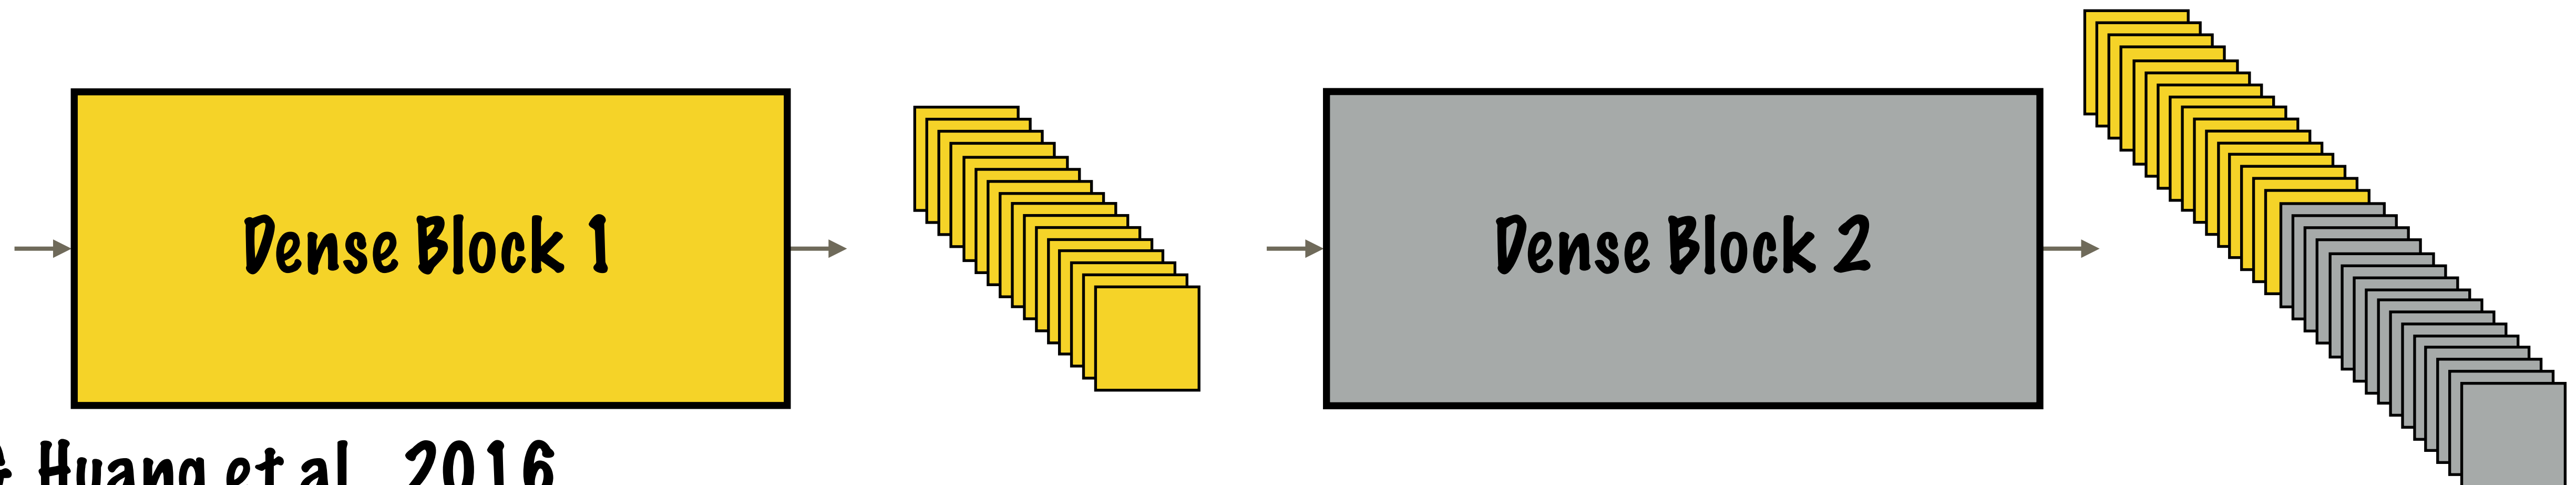 Dense Block 1
Dense Block 2
Huang et al. 2016